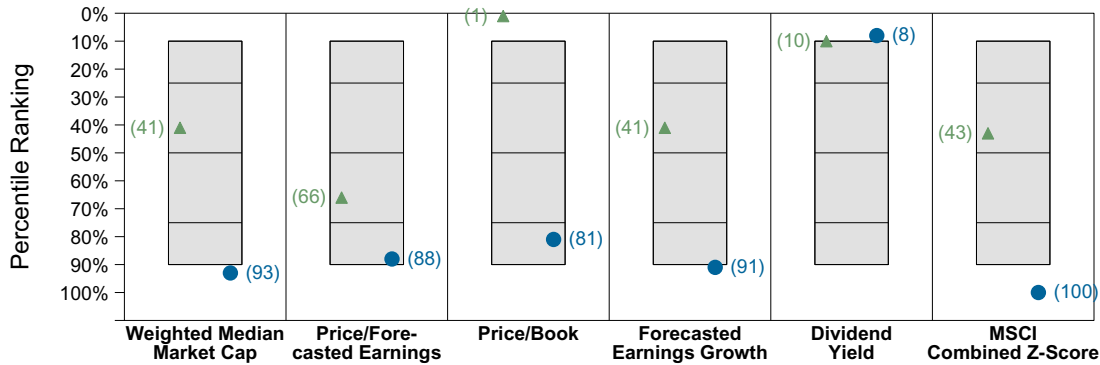 Percentile Ranking
0%
10%
20%
30%
40%
50%
60%
70%
80%
90%
100%
(41)
(93)
(66)
(88)
(1)
(81)
(41)
(91)
(10)
(8)
(43)
(100)
Weighted Median
Market Cap
Price/Fore-
casted Earnings
Price/Book
Forecasted
Earnings Growth
Dividend
Yield
MSCI
Combined Z-Score